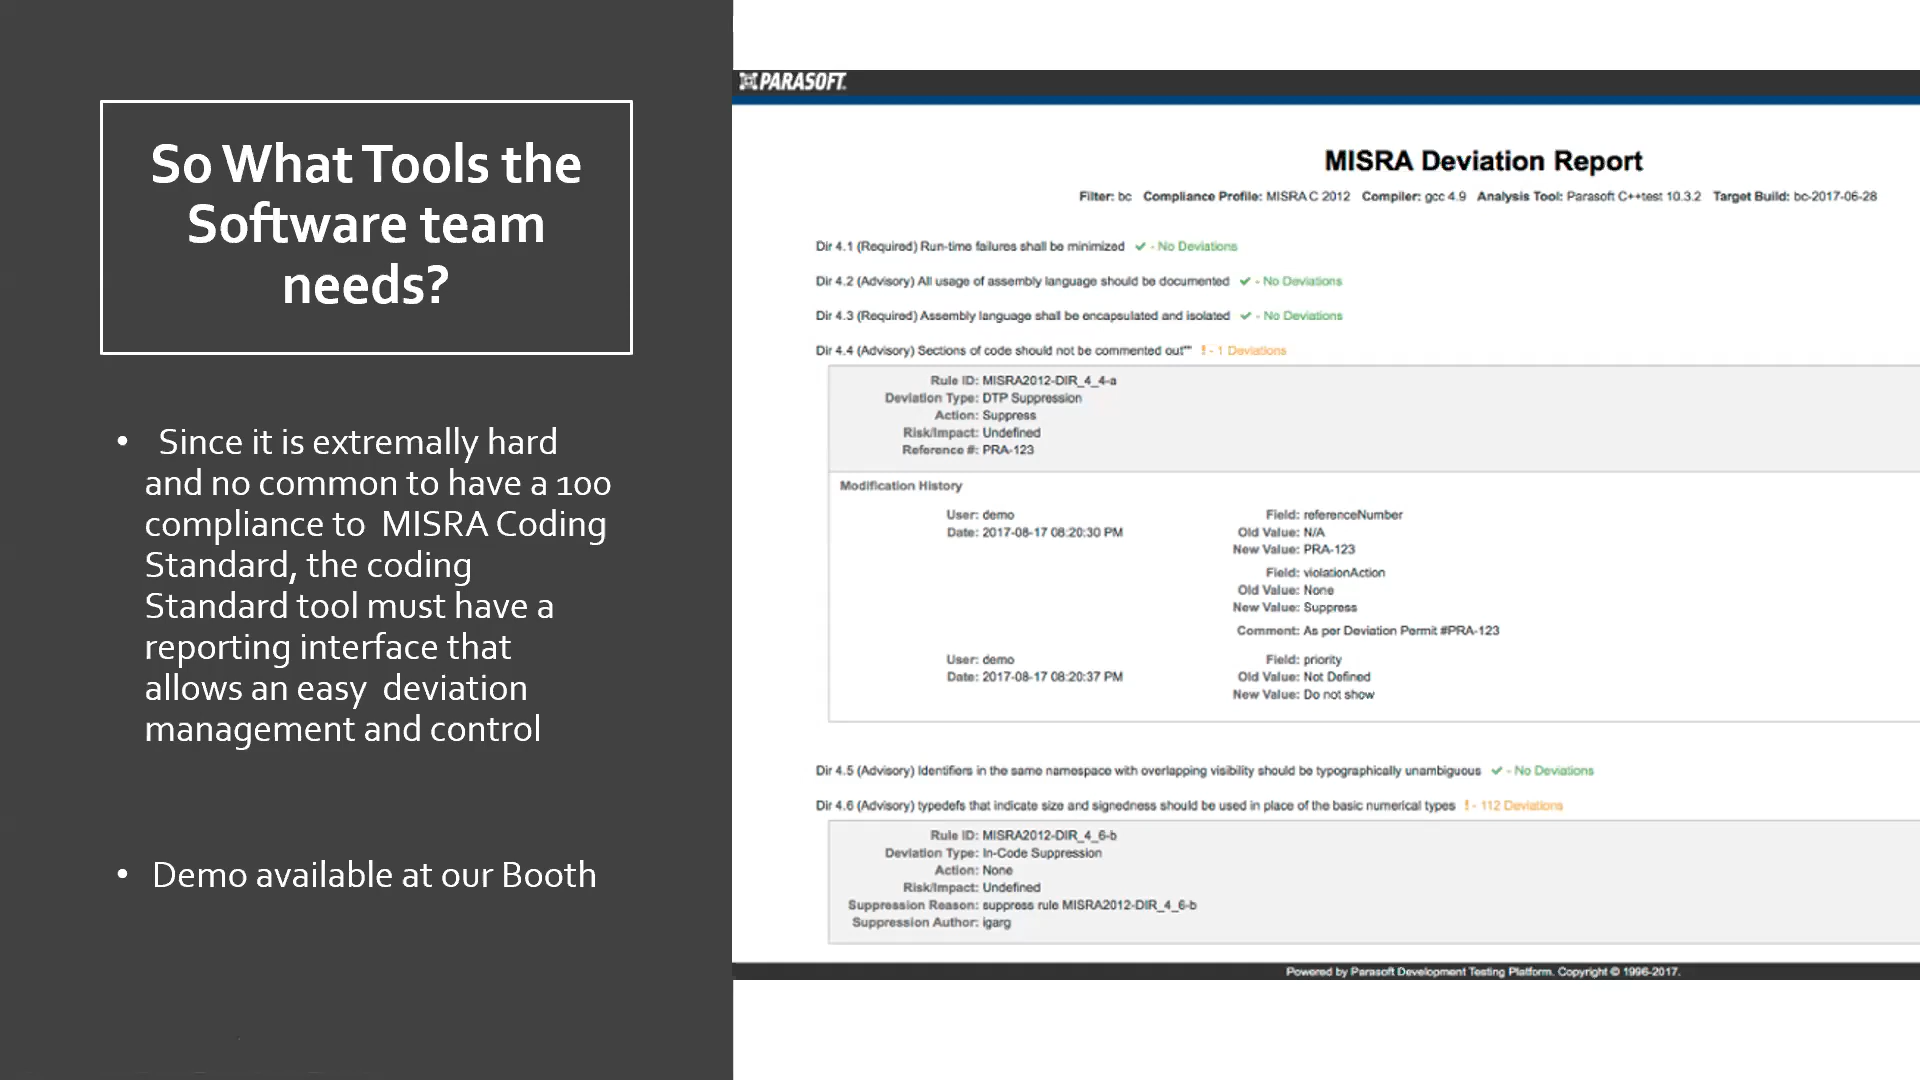 So What Tools the
Software team
needs?
• Since it is extremally hard
and no common to have a 100
compliance to MISRA Coding
Standard, the coding
Standard tool must have a
reporting interface that
allows an easy deviation
management and control
• Demo available at our Booth
PARASOFT.
MISRA Deviation Report
Filter: bc Compliance Profile: MISRA C 2012 Compiler: gcc 4.9 Analysis Tool: Parasoft C++test 10.3.2 Target Build: bc-2017-06-28
Dir 4.1 (Required) Run-time failures shall be minimized ✔ - No Deviations
Dir 4.2 (Advisory) All usage of assembly language should be documented ✔ - No Deviations
Dir 4.3 (Required) Assembly language shall be encapsulated and isolated ✔ - No Deviations
Dir 4.4 (Advisory) Sections of code should not be commented out"" ! - 1 Deviations
Rule ID: MISRA2012-DIR_4_4-a
Deviation Type: DTP Suppression
Action: Suppress
Risk/Impact: Undefined
Reference #: PRA-123
Modification History
User: demo Field: referenceNumber
Date: 2017-08-17 08:20:30 PM Old Value: N/A
New Value: PRA-123
Field: violationAction
Old Value: None
New Value: Suppress
Comment: As per Deviation Permit #PRA-123
User: demo Field: priority
Date: 2017-08-17 08:20:37 PM Old Value: Not Defined
New Value: Do not show
Dir 4.5 (Advisory) Identifiers in the same namespace with overlapping visibility should be typographically unambiguous ✔ - No Deviations
Dir 4.6 (Advisory) typedefs that indicate size and signedness should be used in place of the basic numerical types ! - 112 Deviations
Rule ID: MISRA2012-DIR_4_6-b
Deviation Type: In-Code Suppression
Action: None
Risk/Impact: Undefined
Suppression Reason: suppress rule MISRA2012-DIR_4_6-b
Suppression Author: igarg
Powered by Parasoft Development Testing Platform. Copyright © 1996-2017.